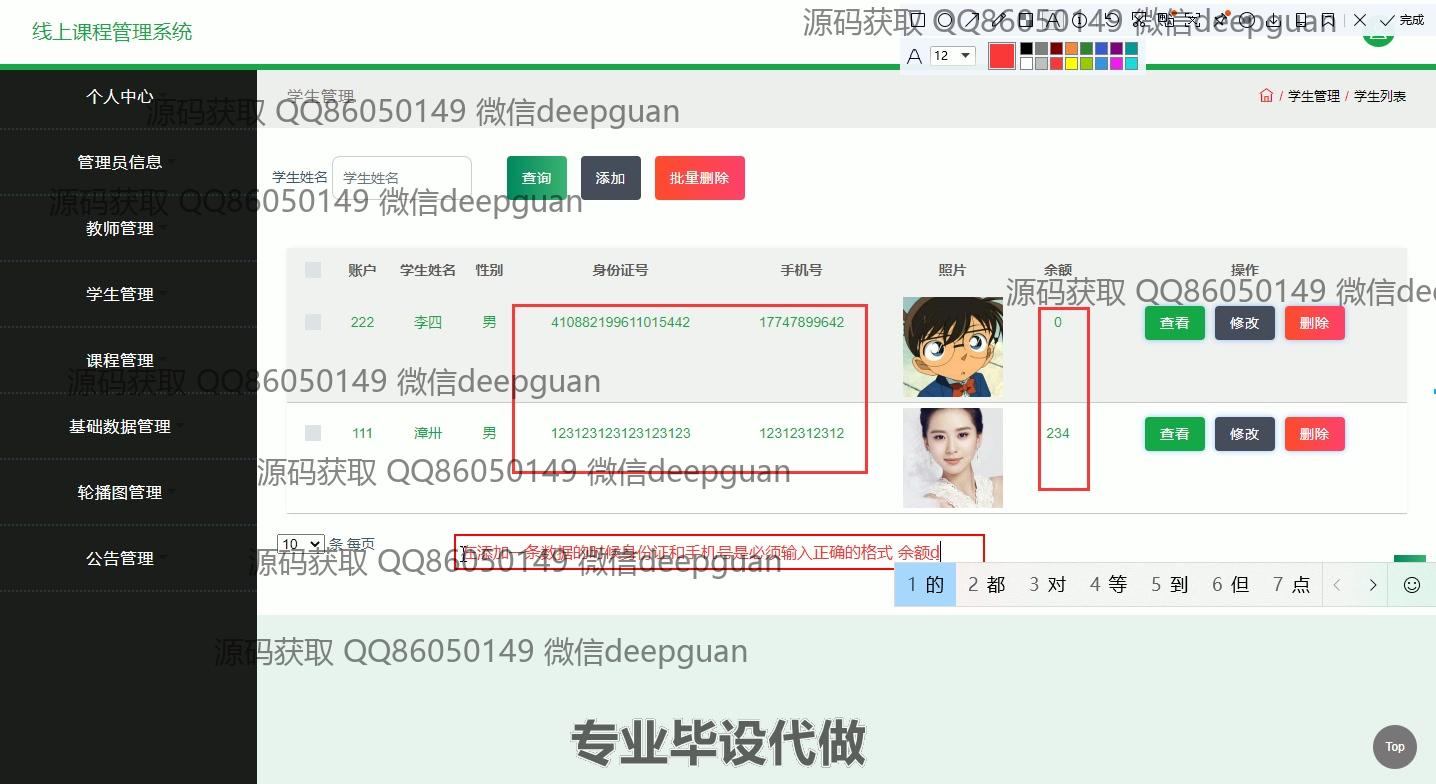 线上课程管理系统
源码获取 QQ86050149 微信deepguan
完成
A 12
个人中心
管理员信息
教师管理
学生管理
课程管理
基础数据管理
轮播图管理
公告管理
学生管理
/ 学生管理 / 学生列表
源码获取 QQ86050149 微信deepguan
学生姓名 学生姓名 查询 添加 批量删除
源码获取 QQ86050149 微信deepguan
账户 学生姓名 性别 身份证号 手机号 照片 余额 操作
源码获取 QQ86050149 微信dee
222 李四 男 410882199611015442 17747899642 0 查看 修改 删除
源码获取 QQ86050149 微信deepguan
111 漳卅 男 123123123123123123 12312312312 234 查看 修改 删除
源码获取 QQ86050149 微信deepguan
10 条 每页
在添加一条数据的时候身份证和手机号是必须输入正确的格式 余额d
源码获取 QQ86050149 微信deepguan
1 的 2 都 3 对 4 等 5 到 6 但 7 点
源码获取 QQ86050149 微信deepguan
专业毕设代做
Top